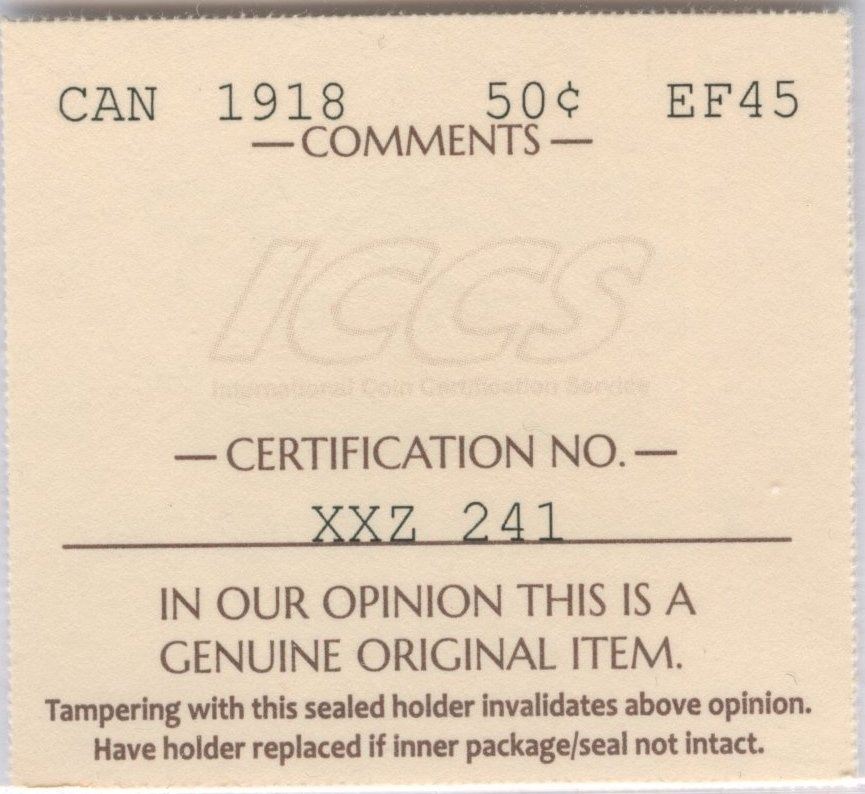 CAN 1918 50¢ EF45
—COMMENTS—
ICCS
International Coin Certification Service
—CERTIFICATION NO.—
XXZ 241
IN OUR OPINION THIS IS A
GENUINE ORIGINAL ITEM.
Tampering with this sealed holder invalidates above opinion.
Have holder replaced if inner package/seal not intact.